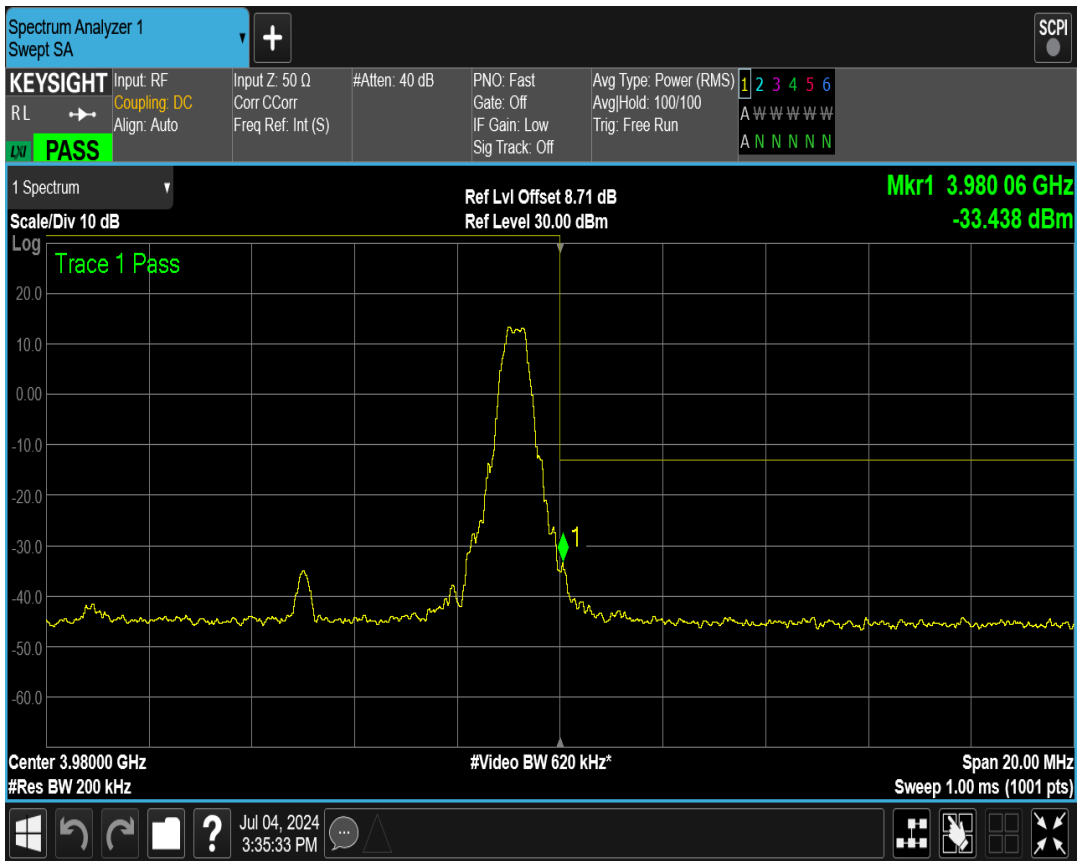 Spectrum Analyzer 1
Swept SA
SCPI
KEYSIGHT
R L
LXI PASS
Input: RF
Coupling: DC
Align: Auto
Input Z: 50 Ω
Corr CCorr
Freq Ref: Int (S)
#Atten: 40 dB
PNO: Fast
Gate: Off
IF Gain: Low
Sig Track: Off
Avg Type: Power (RMS)
Avg|Hold: 100/100
Trig: Free Run
1 2 3 4 5 6
A W W W W W
A N N N N N
1 Spectrum
Scale/Div 10 dB
Ref Lvl Offset 8.71 dB
Ref Level 30.00 dBm
Mkr1 3.980 06 GHz
-33.438 dBm
Log
Trace 1 Pass
20.0
10.0
0.00
-10.0
-20.0
-30.0
-40.0
-50.0
-60.0
1
Center 3.98000 GHz
#Res BW 200 kHz
#Video BW 620 kHz*
Span 20.00 MHz
Sweep 1.00 ms (1001 pts)
?
Jul 04, 2024
3:35:33 PM